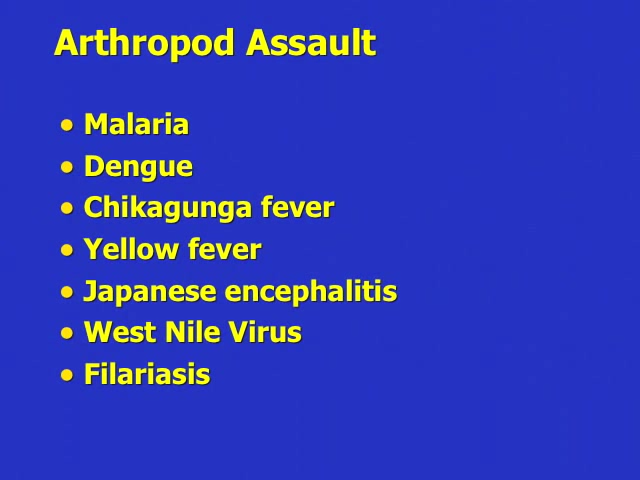 Arthropod Assault
• Malaria
• Dengue
• Chikagunga fever
• Yellow fever
• Japanese encephalitis
• West Nile Virus
• Filariasis